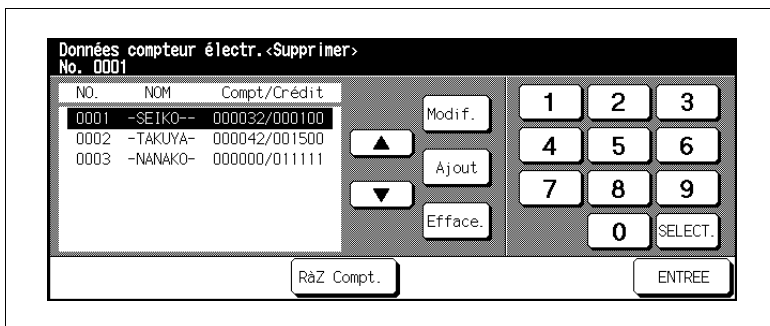 Données compteur électr.<Supprimer>
No. 0001
NO. NOM Compt/Crédit
0001 -SEIKO-- 000032/000100
0002 -TAKUYA- 000042/001500
0003 -NANAKO- 000000/011111
Modif.
Ajout
Efface.
1 2 3
4 5 6
7 8 9
0 SELECT.
RàZ Compt.
ENTREE